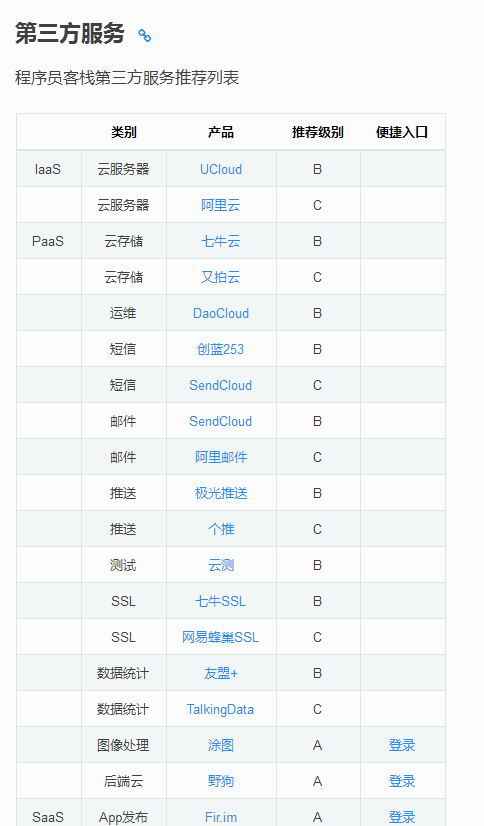 第三方服务
程序员客栈第三方服务推荐列表
类别 产品 推荐级别 便捷入口
IaaS 云服务器 UCloud B
云服务器 阿里云 C
PaaS 云存储 七牛云 B
云存储 又拍云 C
运维 DaoCloud B
短信 创蓝253 B
短信 SendCloud C
邮件 SendCloud B
邮件 阿里邮件 C
推送 极光推送 B
推送 个推 C
测试 云测 B
SSL 七牛SSL B
SSL 网易蜂巢SSL C
数据统计 友盟+ B
数据统计 TalkingData C
图像处理 涂图 A 登录
后端云 野狗 A 登录
SaaS App发布 Fir.im A 登录